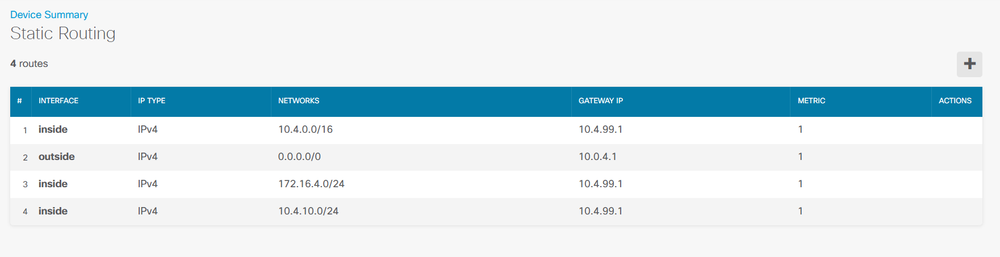 Device Summary
Static Routing
4 routes
# INTERFACE IP TYPE NETWORKS GATEWAY IP METRIC ACTIONS
1 inside IPv4 10.4.0.0/16 10.4.99.1 1
2 outside IPv4 0.0.0.0/0 10.0.4.1 1
3 inside IPv4 172.16.4.0/24 10.4.99.1 1
4 inside IPv4 10.4.10.0/24 10.4.99.1 1